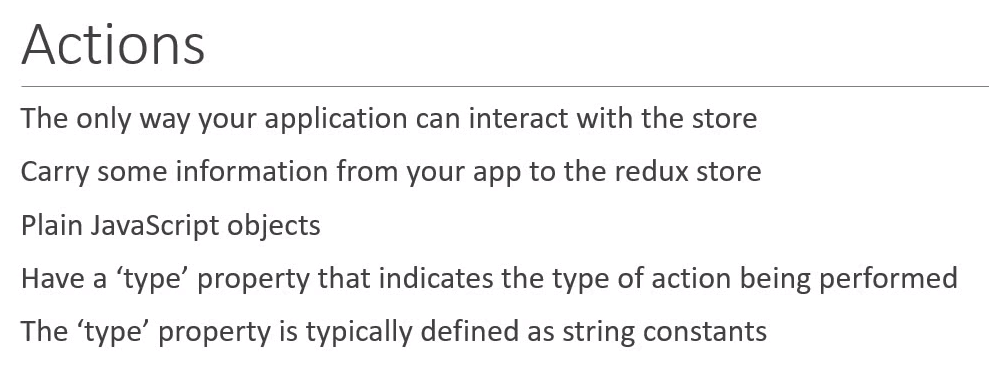 Actions
The only way your application can interact with the store
Carry some information from your app to the redux store
Plain JavaScript objects
Have a ‘type’ property that indicates the type of action being performed
The ‘type’ property is typically defined as string constants